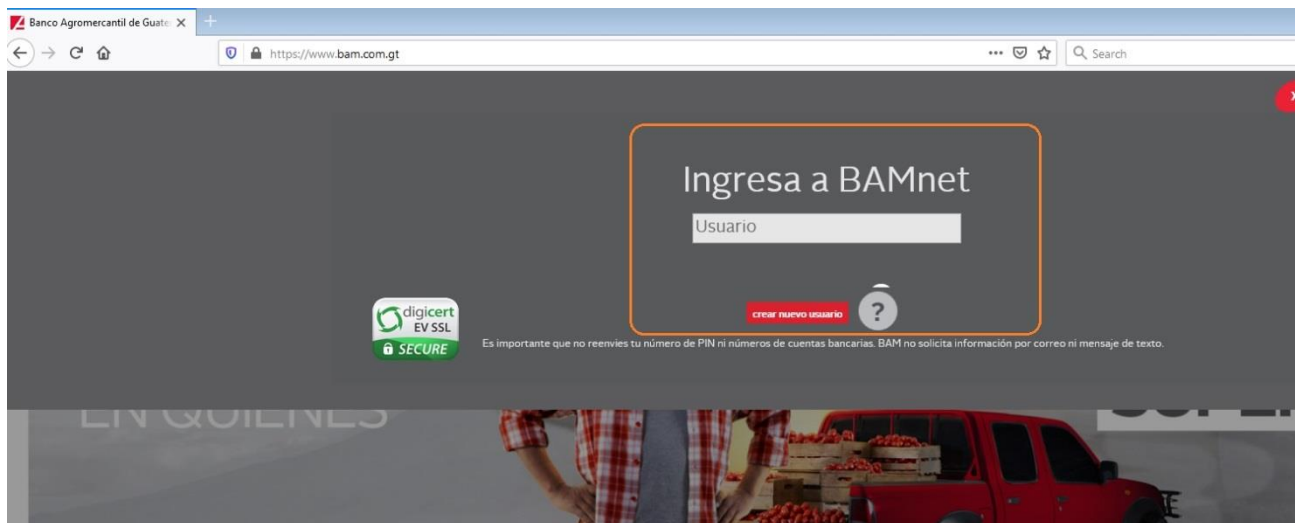 Banco Agromercantil de Guate
https://www.bam.com.gt
Search
x
Ingresa a BAMnet
Usuario
crear nuevo usuario
?
digicert
EV SSL
SECURE
Es importante que no reenvies tu número de PIN ni números de cuentas bancarias. BAM no solicita información por correo ni mensaje de texto.
EN QUIENES